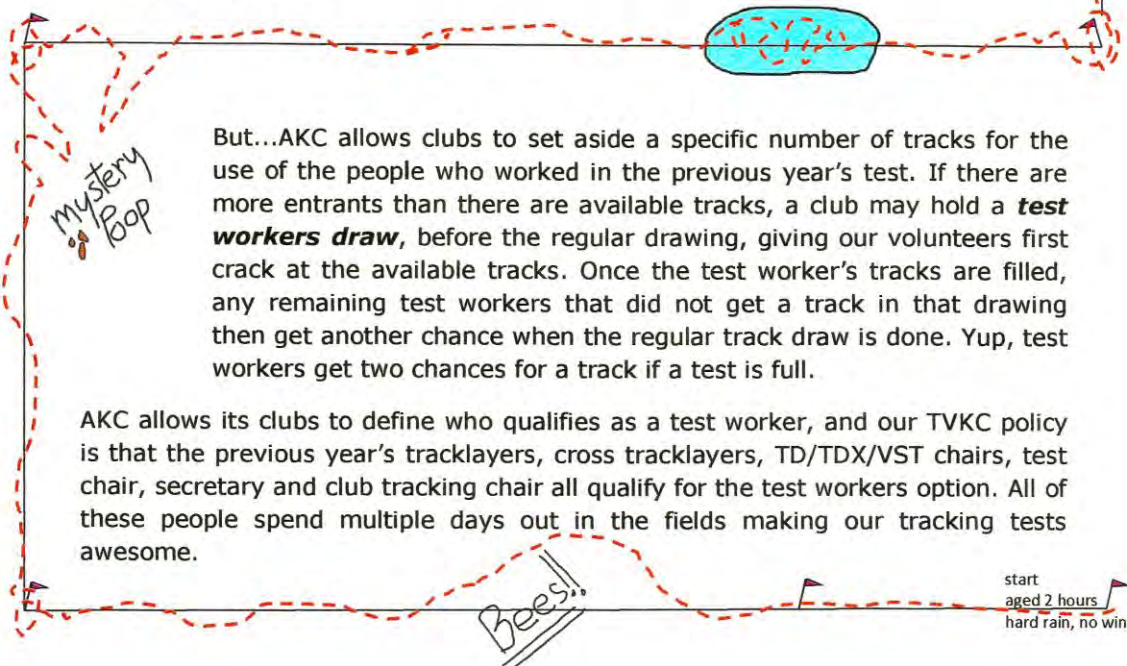 But...AKC allows clubs to set aside a specific number of tracks for the
use of the people who worked in the previous year's test. If there are
more entrants than there are available tracks, a club may hold a test
workers draw, before the regular drawing, giving our volunteers first
crack at the available tracks. Once the test worker's tracks are filled,
any remaining test workers that did not get a track in that drawing
then get another chance when the regular track draw is done. Yup, test
workers get two chances for a track if a test is full.
mystery
Poop
AKC allows its clubs to define who qualifies as a test worker, and our TVKC policy
is that the previous year's tracklayers, cross tracklayers, TD/TDX/VST chairs, test
chair, secretary and club tracking chair all qualify for the test workers option. All of
these people spend multiple days out in the fields making our tracking tests
awesome.
Bees!!
start
aged 2 hours
hard rain, no win